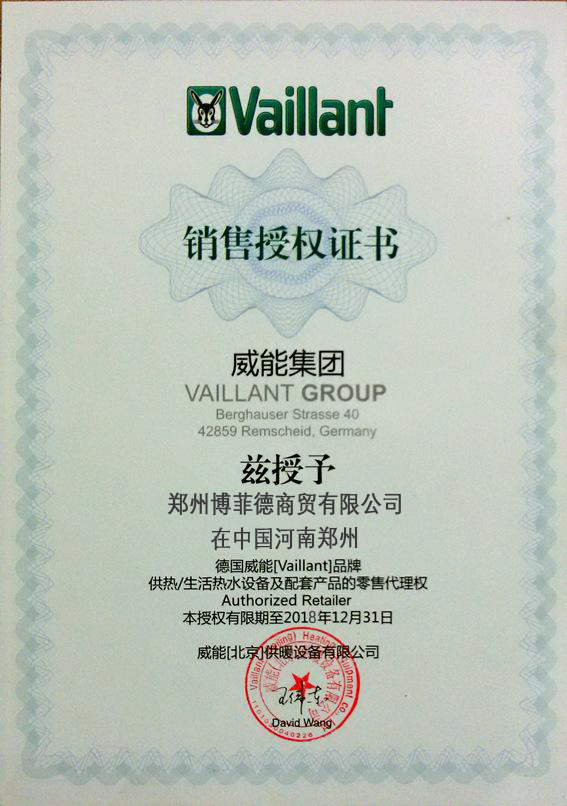 Vaillant
销售授权证书
威能集团
VAILLANT GROUP
Berghauser Strasse 40
42859 Remscheid, Germany
兹授予
郑州博菲德商贸有限公司
在中国河南郑州
德国威能[Vaillant]品牌
供热/生活热水设备及配套产品的零售代理权
Authorized Retailer
本授权有限期至2018年12月31日
威能[北京]供暖设备有限公司
Vaillant (Beijing) Heating Equipment Co.,
David Wang